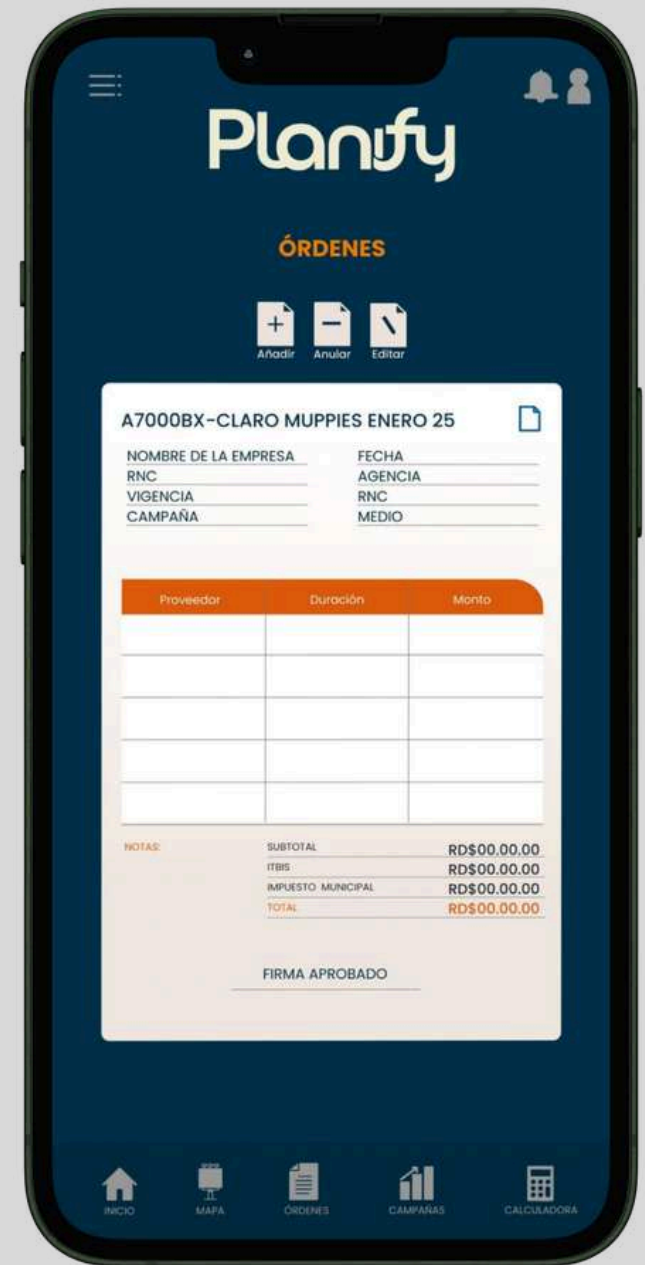 Planify
ÓRDENES
Añadir Anular Editar
A7000BX-CLARO MUPPIES ENERO 25
NOMBRE DE LA EMPRESA FECHA
RNC AGENCIA
VIGENCIA RNC
CAMPAÑA MEDIO
Proveedor Duración Monto
NOTAS: SUBTOTAL RD$00.00.00
ITBIS RD$00.00.00
IMPUESTO MUNICIPAL RD$00.00.00
TOTAL RD$00.00.00
FIRMA APROBADO
INICIO MAPA ÓRDENES CAMPAÑAS CALCULADORA